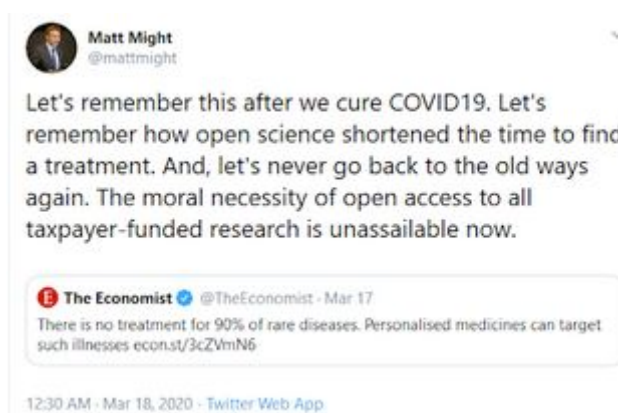 Matt Might
@mattmight
Let's remember this after we cure COVID19. Let's
remember how open science shortened the time to find
a treatment. And, let's never go back to the old ways
again. The moral necessity of open access to all
taxpayer-funded research is unassailable now.
The Economist @TheEconomist · Mar 17
There is no treatment for 90% of rare diseases. Personalised medicines can target
such illnesses econ.st/3cZVmN6
12:30 AM · Mar 18, 2020 · Twitter Web App